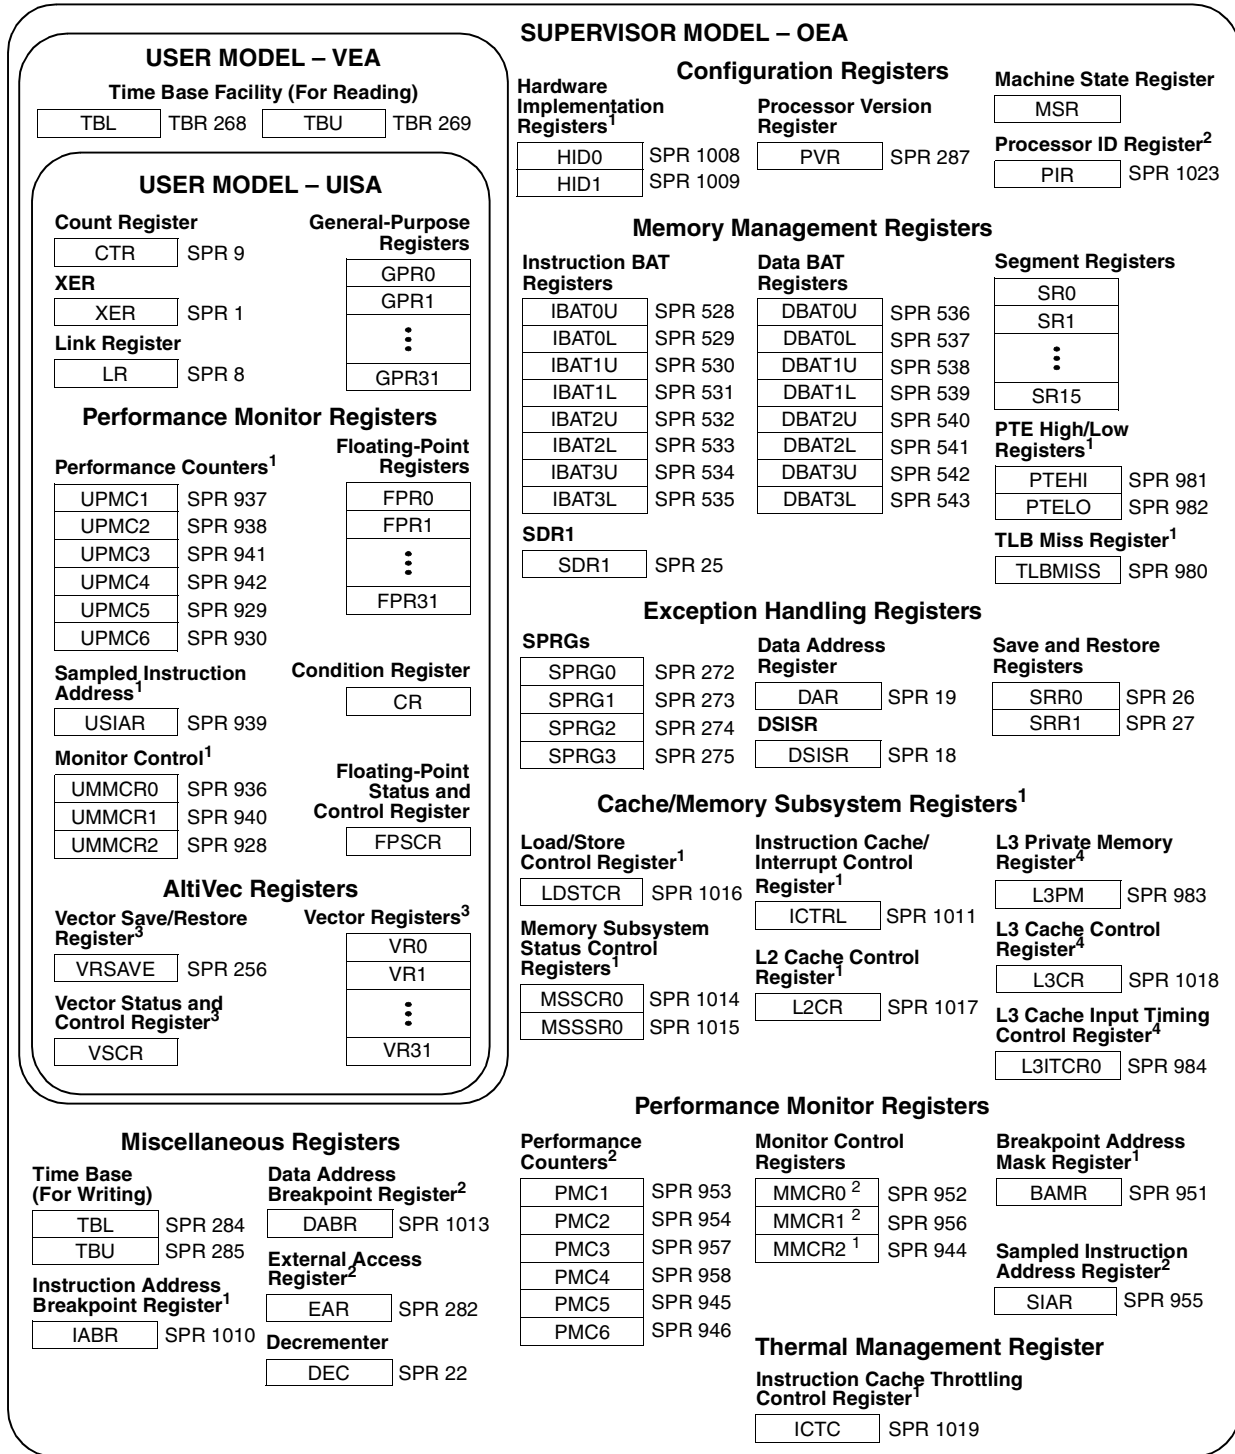 SUPERVISOR MODEL – OEA
USER MODEL – VEA
Time Base Facility (For Reading)
TBL TBR 268 TBU TBR 269
USER MODEL – UISA
Count Register
CTR SPR 9
XER
XER SPR 1
Link Register
LR SPR 8
General-Purpose
Registers
GPR0
GPR1
GPR31
Performance Monitor Registers
Performance Counters1
UPMC1 SPR 937
UPMC2 SPR 938
UPMC3 SPR 941
UPMC4 SPR 942
UPMC5 SPR 929
UPMC6 SPR 930
Floating-Point
Registers
FPR0
FPR1
FPR31
Sampled Instruction
Address1
USIAR SPR 939
Condition Register
CR
Monitor Control1
UMMCR0 SPR 936
UMMCR1 SPR 940
UMMCR2 SPR 928
Floating-Point
Status and
Control Register
FPSCR
AltiVec Registers
Vector Save/Restore
Register3
VRSAVE SPR 256
Vector Status and
Control Register3
VSCR
Vector Registers3
VR0
VR1
VR31
Configuration Registers
Hardware
Implementation
Registers1
HID0 SPR 1008
HID1 SPR 1009
Processor Version
Register
PVR SPR 287
Machine State Register
MSR
Processor ID Register2
PIR SPR 1023
Memory Management Registers
Instruction BAT
Registers
IBAT0U SPR 528
IBAT0L SPR 529
IBAT1U SPR 530
IBAT1L SPR 531
IBAT2U SPR 532
IBAT2L SPR 533
IBAT3U SPR 534
IBAT3L SPR 535
SDR1
SDR1 SPR 25
Data BAT
Registers
DBAT0U SPR 536
DBAT0L SPR 537
DBAT1U SPR 538
DBAT1L SPR 539
DBAT2U SPR 540
DBAT2L SPR 541
DBAT3U SPR 542
DBAT3L SPR 543
Segment Registers
SR0
SR1
SR15
PTE High/Low
Registers1
PTEHI SPR 981
PTELO SPR 982
TLB Miss Register1
TLBMISS SPR 980
Exception Handling Registers
SPRGs
SPRG0 SPR 272
SPRG1 SPR 273
SPRG2 SPR 274
SPRG3 SPR 275
Data Address
Register
DAR SPR 19
DSISR
DSISR SPR 18
Save and Restore
Registers
SRR0 SPR 26
SRR1 SPR 27
Cache/Memory Subsystem Registers1
Load/Store
Control Register1
LDSTCR SPR 1016
Memory Subsystem
Status Control
Registers1
MSSCR0 SPR 1014
MSSSR0 SPR 1015
Instruction Cache/
Interrupt Control
Register1
ICTRL SPR 1011
L2 Cache Control
Register1
L2CR SPR 1017
L3 Private Memory
Register4
L3PM SPR 983
L3 Cache Control
Register4
L3CR SPR 1018
L3 Cache Input Timing
Control Register4
L3ITCR0 SPR 984
Performance Monitor Registers
Performance
Counters2
PMC1 SPR 953
PMC2 SPR 954
PMC3 SPR 957
PMC4 SPR 958
PMC5 SPR 945
PMC6 SPR 946
Monitor Control
Registers
MMCR0 2 SPR 952
MMCR1 2 SPR 956
MMCR2 1 SPR 944
Breakpoint Address
Mask Register1
BAMR SPR 951
Sampled Instruction
Address Register2
SIAR SPR 955
Miscellaneous Registers
Time Base
(For Writing)
TBL SPR 284
TBU SPR 285
Instruction Address
Breakpoint Register1
IABR SPR 1010
Data Address
Breakpoint Register2
DABR SPR 1013
External Access
Register2
EAR SPR 282
Decrementer
DEC SPR 22
Thermal Management Register
Instruction Cache Throttling
Control Register1
ICTC SPR 1019